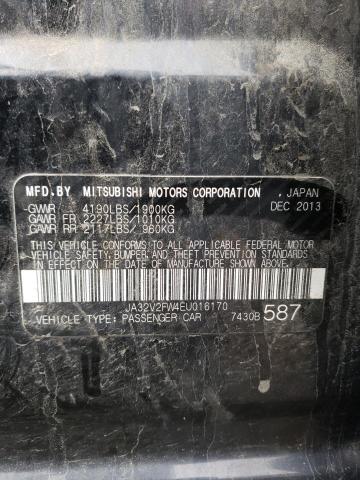 MFD.BY MITSUBISHI MOTORS CORPORATION , JAPAN
GVWR 4190LBS/1900KG DEC 2013
GAWR FR 2227LBS/1010KG
GAWR RR 2117LBS/ 960KG
THIS VEHICLE CONFORMS TO ALL APPLICABLE FEDERAL MOTOR
VEHICLE SAFETY, BUMPER, AND THEFT PREVENTION STANDARDS
IN EFFECT ON THE DATE OF MANUFACTURE SHOWN ABOVE.
JA32V2FW4EU016170
VEHICLE TYPE: PASSENGER CAR 7430B 587